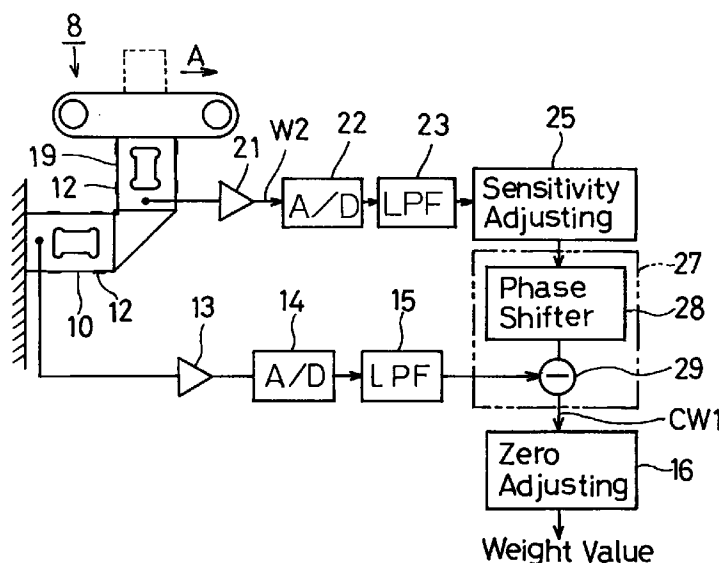 8
A
19
12
21
W2
22
A/D
23
LPF
25
Sensitivity
Adjusting
27
Phase
Shifter
28
10
12
13
14
A/D
15
LPF
29
CW1
Zero
Adjusting
16
Weight Value